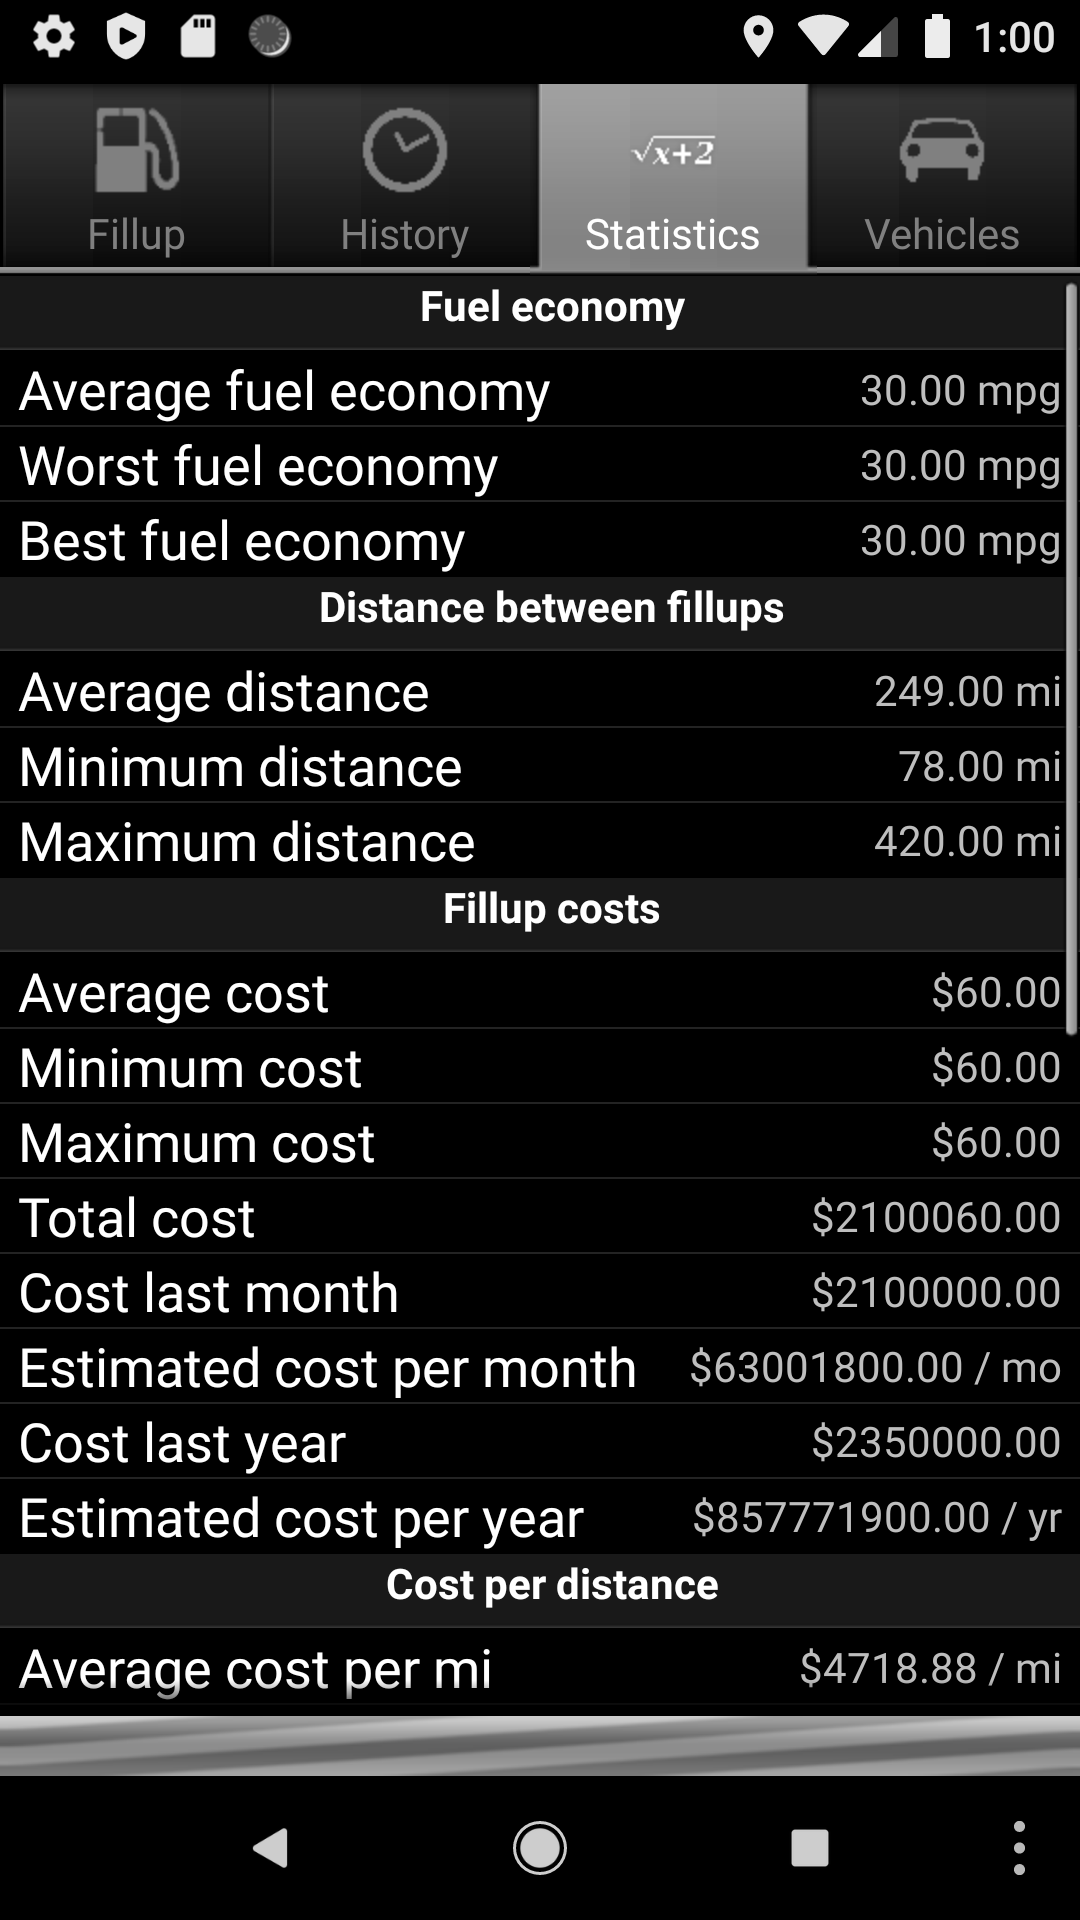 1:00
√x+2
Fillup History Statistics Vehicles
Fuel economy
Average fuel economy 30.00 mpg
Worst fuel economy 30.00 mpg
Best fuel economy 30.00 mpg
Distance between fillups
Average distance 249.00 mi
Minimum distance 78.00 mi
Maximum distance 420.00 mi
Fillup costs
Average cost $60.00
Minimum cost $60.00
Maximum cost $60.00
Total cost $2100060.00
Cost last month $2100000.00
Estimated cost per month $63001800.00 / mo
Cost last year $2350000.00
Estimated cost per year $857771900.00 / yr
Cost per distance
Average cost per mi $4718.88 / mi